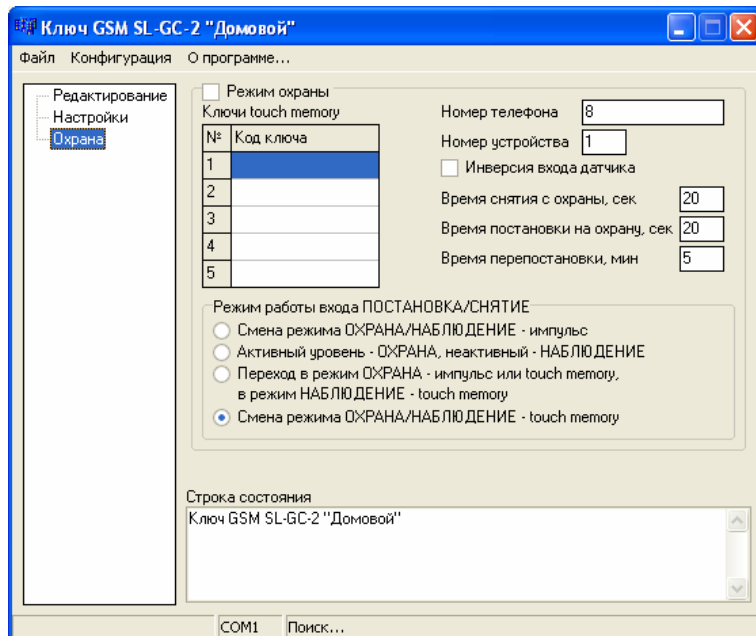 Ключ GSM SL-GC-2 "Домовой"
Файл Конфигурация О программе...
Редактирование
Настройки
Охрана
Режим охраны
Ключи touch memory
№ Код ключа
1
2
3
4
5
Номер телефона 8
Номер устройства 1
Инверсия входа датчика
Время снятия с охраны, сек 20
Время постановки на охрану, сек 20
Время перепостановки, мин 5
Режим работы входа ПОСТАНОВКА/СНЯТИЕ
Смена режима ОХРАНА/НАБЛЮДЕНИЕ - импульс
Активный уровень - ОХРАНА, неактивный - НАБЛЮДЕНИЕ
Переход в режим ОХРАНА - импульс или touch memory,
в режим НАБЛЮДЕНИЕ - touch memory
Смена режима ОХРАНА/НАБЛЮДЕНИЕ - touch memory
Строка состояния
Ключ GSM SL-GC-2 "Домовой"
COM1 Поиск...